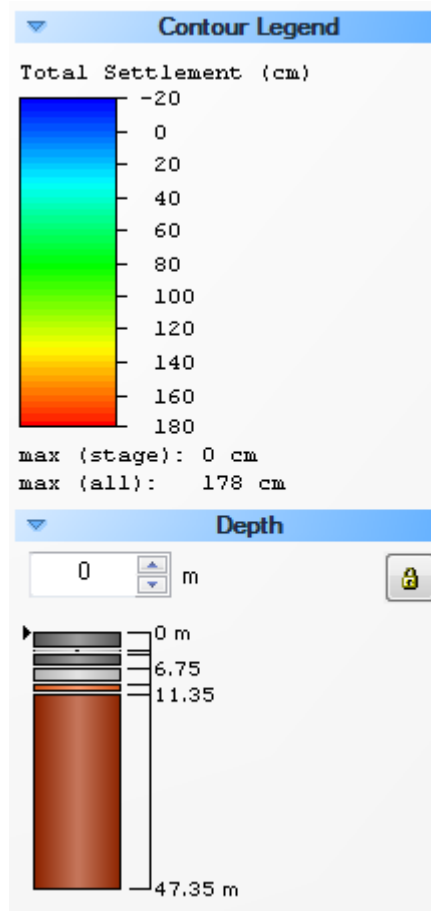 Contour Legend
Total Settlement (cm)
-20
0
20
40
60
80
100
120
140
160
180
max (stage): 0 cm
max (all): 178 cm
Depth
0 m
0 m
6.75
11.35
47.35 m